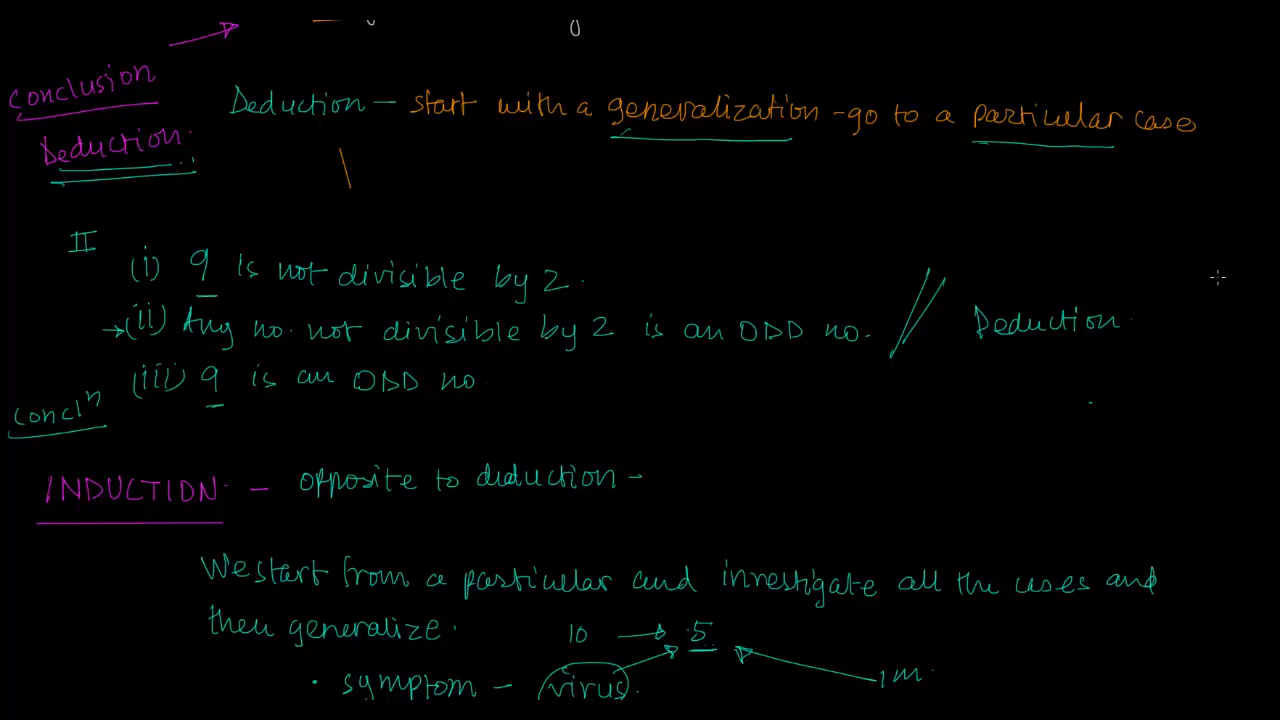 Conclusion
Deduction — start with a generalization - go to a particular case
Deduction.
II
(i) 9 is not divisible by 2.
(ii) Any no. not divisible by 2 is an ODD no. // Deduction.
(iii) 9 is an ODD no
Concl^n
INDUCTION. — opposite to deduction —
We start from a particular and investigate all the cases and
then generalize.
10 → 5
• symptom — virus. 1 m.